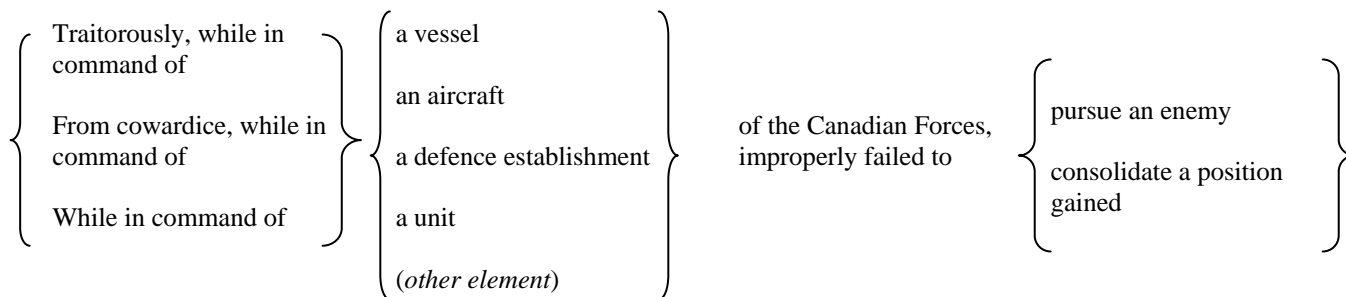 Traitorously, while in
command of
From cowardice, while in
command of
While in command of
a vessel
an aircraft
a defence establishment
a unit
(other element)
of the Canadian Forces,
improperly failed to
pursue an enemy
consolidate a position
gained